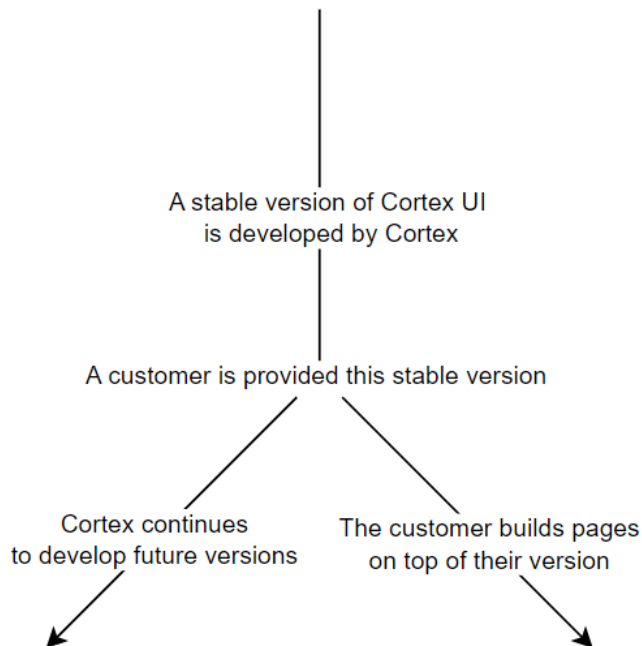 A stable version of Cortex UI
is developed by Cortex
A customer is provided this stable version
Cortex continues
to develop future versions
The customer builds pages
on top of their version